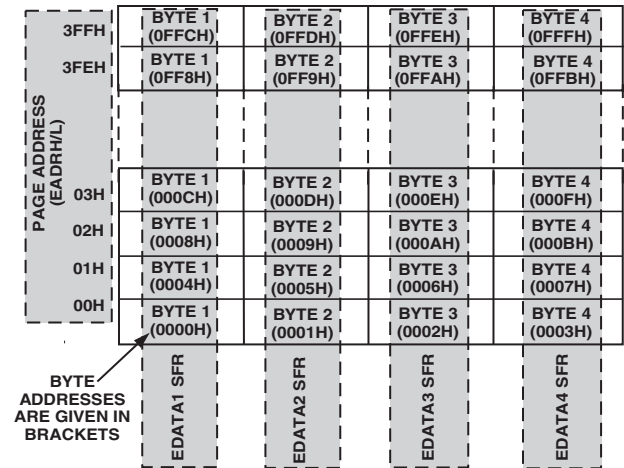 3FFH
BYTE 1 BYTE 2 BYTE 3 BYTE 4
(0FFCH) (0FFDH) (0FFEH) (0FFFH)
3FEH
BYTE 1 BYTE 2 BYTE 3 BYTE 4
(0FF8H) (0FF9H) (0FFAH) (0FFBH)
PAGE ADDRESS
(EADRH/L)
03H
BYTE 1 BYTE 2 BYTE 3 BYTE 4
(000CH) (000DH) (000EH) (000FH)
02H
BYTE 1 BYTE 2 BYTE 3 BYTE 4
(0008H) (0009H) (000AH) (000BH)
01H
BYTE 1 BYTE 2 BYTE 3 BYTE 4
(0004H) (0005H) (0006H) (0007H)
00H
BYTE 1 BYTE 2 BYTE 3 BYTE 4
(0000H) (0001H) (0002H) (0003H)
BYTE
ADDRESSES
ARE GIVEN IN
BRACKETS
EDATA1 SFR
EDATA2 SFR
EDATA3 SFR
EDATA4 SFR